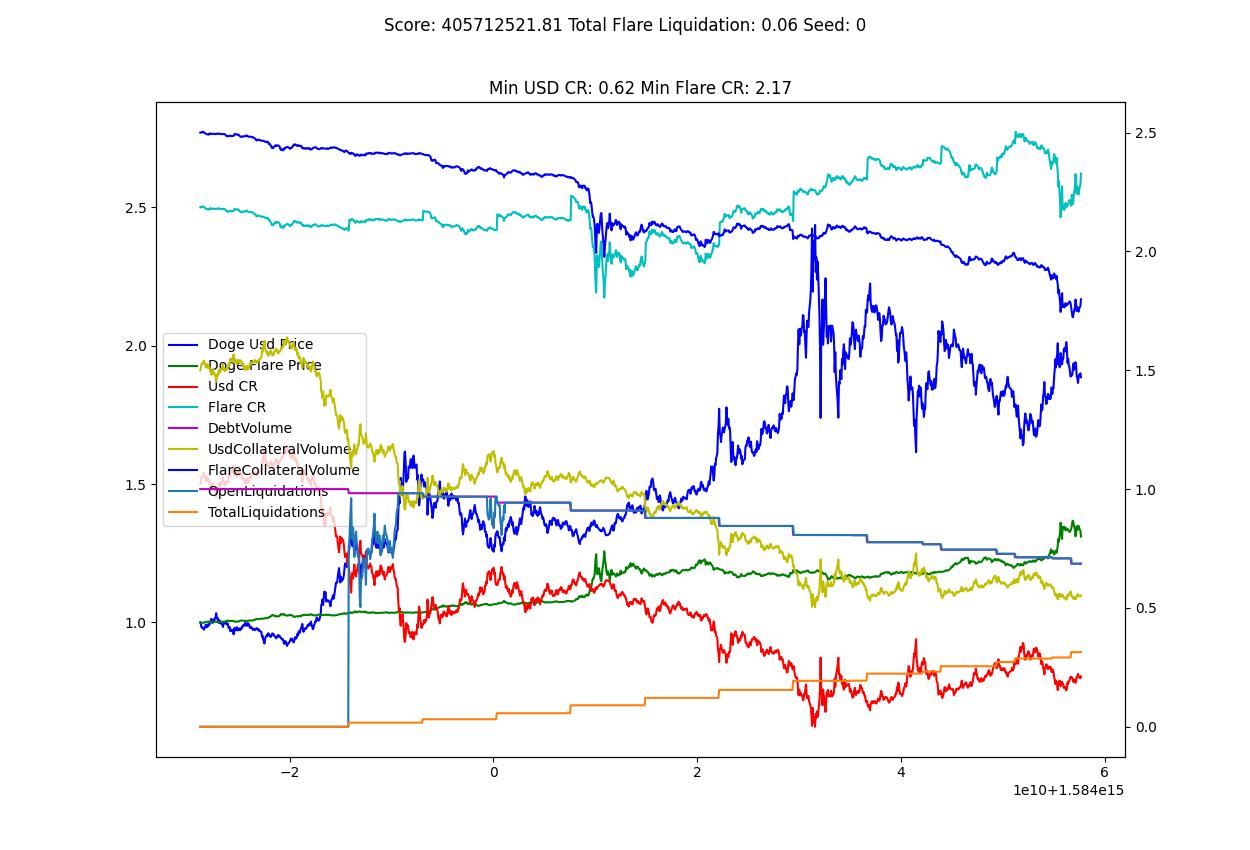 Score: 405712521.81 Total Flare Liquidation: 0.06 Seed: 0
Min USD CR: 0.62 Min Flare CR: 2.17
2.5
2.0
1.5
1.0
Doge Usd Price
Doge Flare Price
Usd CR
Flare CR
DebtVolume
UsdCollateralVolume
FlareCollateralVolume
OpenLiquidations
TotalLiquidations
2.5
2.0
1.5
1.0
0.5
0.0
−2
0
2
4
6
1e10+1.584e15